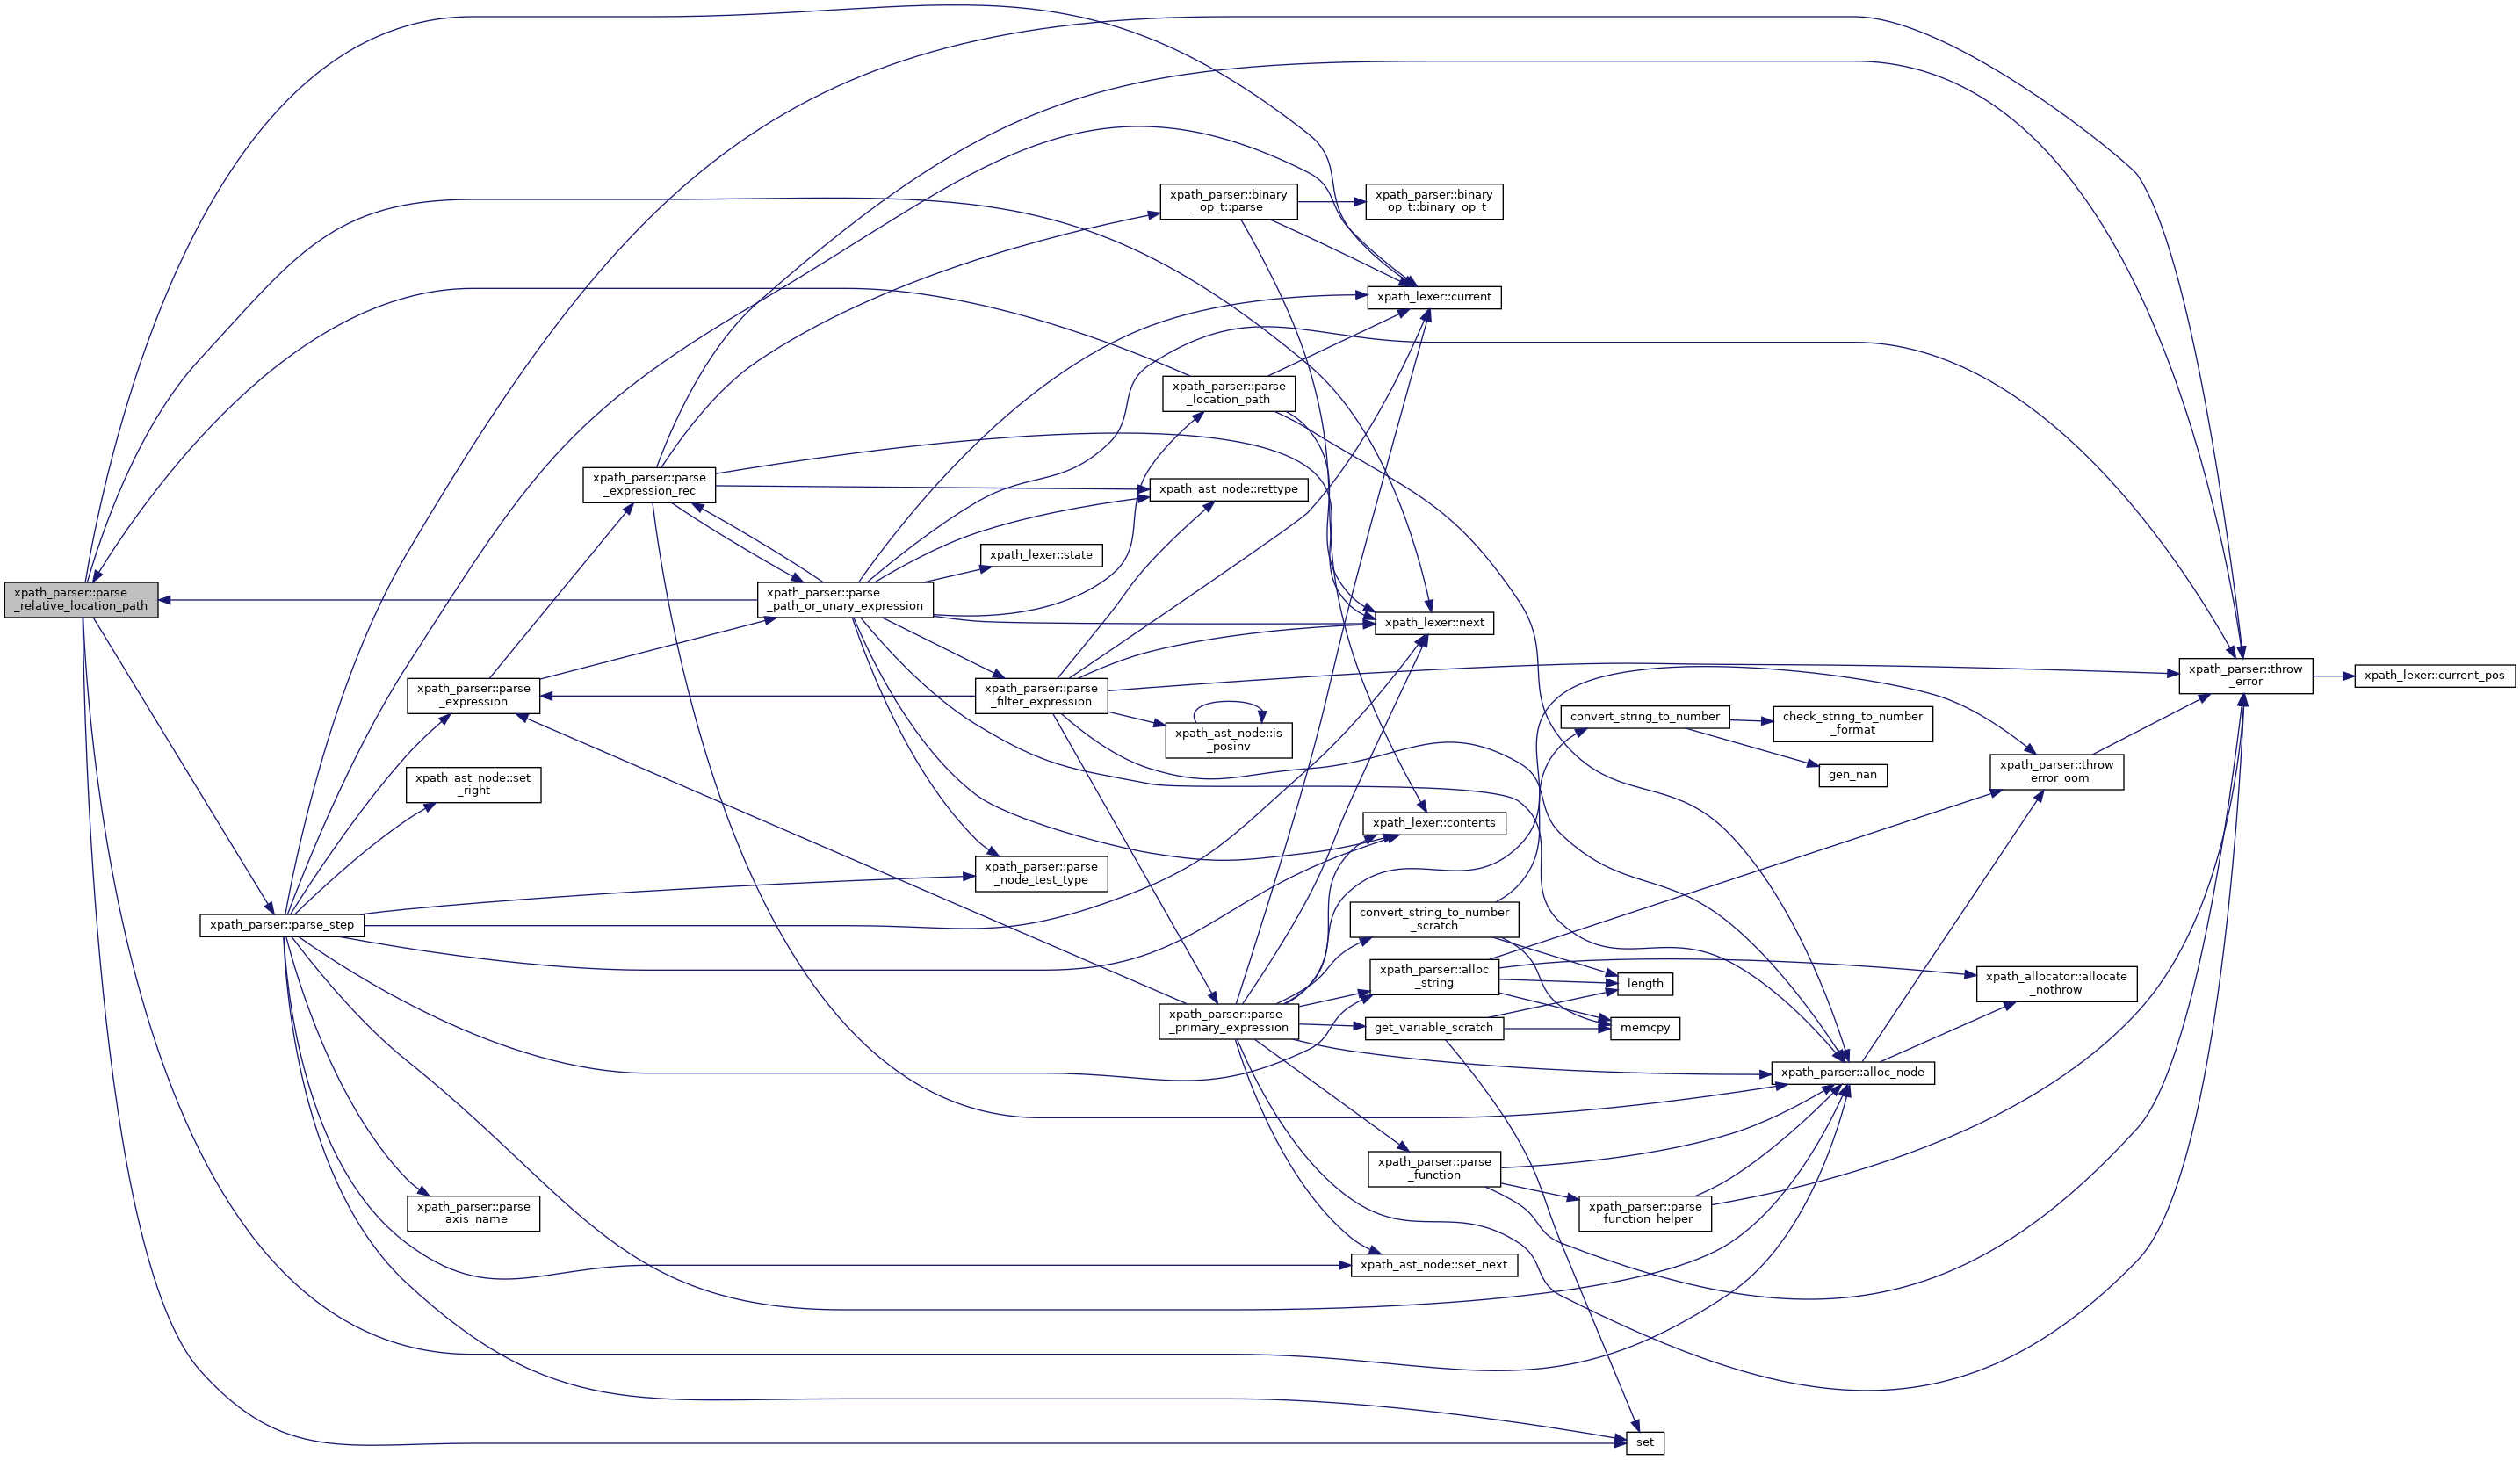 xpath_parser::parse
_relative_location_path
xpath_parser::parse_step
xpath_parser::parse
_expression
xpath_ast_node::set
_right
xpath_parser::parse
_axis_name
xpath_parser::parse
_expression_rec
xpath_parser::parse
_path_or_unary_expression
xpath_lexer::state
xpath_parser::parse
_filter_expression
xpath_parser::parse
_node_test_type
xpath_parser::binary
_op_t::parse
xpath_parser::parse
_location_path
xpath_ast_node::rettype
xpath_ast_node::is
_posinv
xpath_parser::parse
_primary_expression
xpath_parser::binary
_op_t::binary_op_t
xpath_lexer::current
xpath_lexer::next
xpath_lexer::contents
convert_string_to_number
_scratch
xpath_parser::alloc
_string
get_variable_scratch
xpath_parser::parse
_function
xpath_ast_node::set_next
convert_string_to_number
length
memcpy
xpath_parser::parse
_function_helper
set
check_string_to_number
_format
gen_nan
xpath_parser::alloc_node
xpath_parser::throw
_error_oom
xpath_allocator::allocate
_nothrow
xpath_parser::throw
_error
xpath_lexer::current_pos